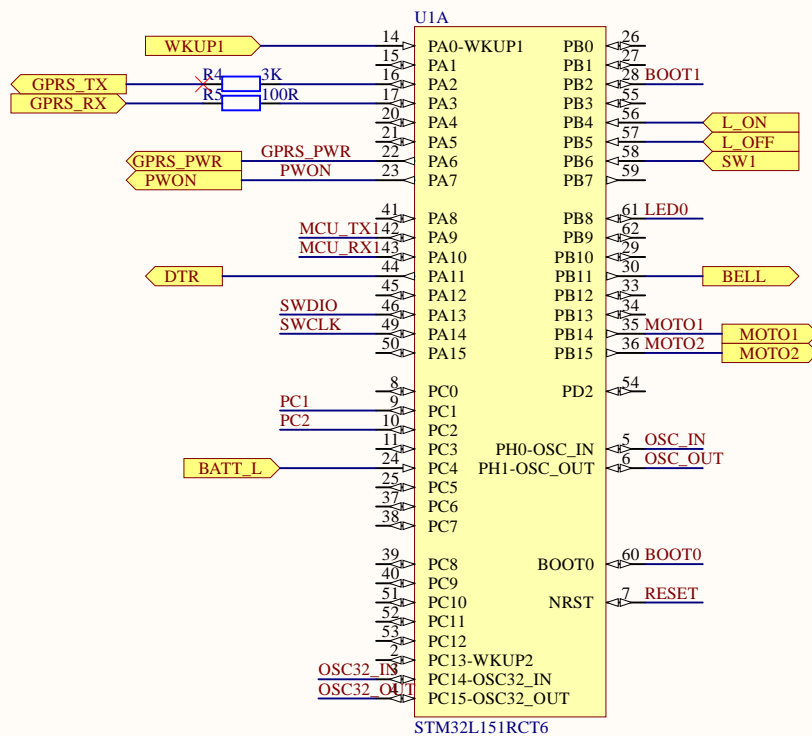 U1A
WKUP1 14 PA0-WKUP1 PB0 26
15 PA1 PB1 27
GPRS_TX R4 3K 16 PA2 PB2 28 BOOT1
GPRS_RX R5 100R 17 PA3 PB3 55
20 PA4 PB4 56 L_ON
21 PA5 PB5 57 L_OFF
GPRS_PWR GPRS_PWR 22 PA6 PB6 58 SW1
PWON PWON 23 PA7 PB7 59
41 PA8 PB8 61 LED0
MCU_TX1 42 PA9 PB9 62
MCU_RX1 43 PA10 PB10 29
DTR 44 PA11 PB11 30 BELL
45 PA12 PB12 33
SWDIO 46 PA13 PB13 34
SWCLK 49 PA14 PB14 35 MOTO1 MOTO1
50 PA15 PB15 36 MOTO2 MOTO2
8 PC0 PD2 54
PC1 9 PC1
PC2 10 PC2
11 PC3 PH0-OSC_IN 5 OSC_IN
BATT_L 24 PC4 PH1-OSC_OUT 6 OSC_OUT
25 PC5
37 PC6
38 PC7
39 PC8 BOOT0 60 BOOT0
40 PC9
51 PC10 NRST 7 RESET
52 PC11
53 PC12
2 PC13-WKUP2
OSC32_IN 3 PC14-OSC32_IN
OSC32_OUT 4 PC15-OSC32_OUT
STM32L151RCT6